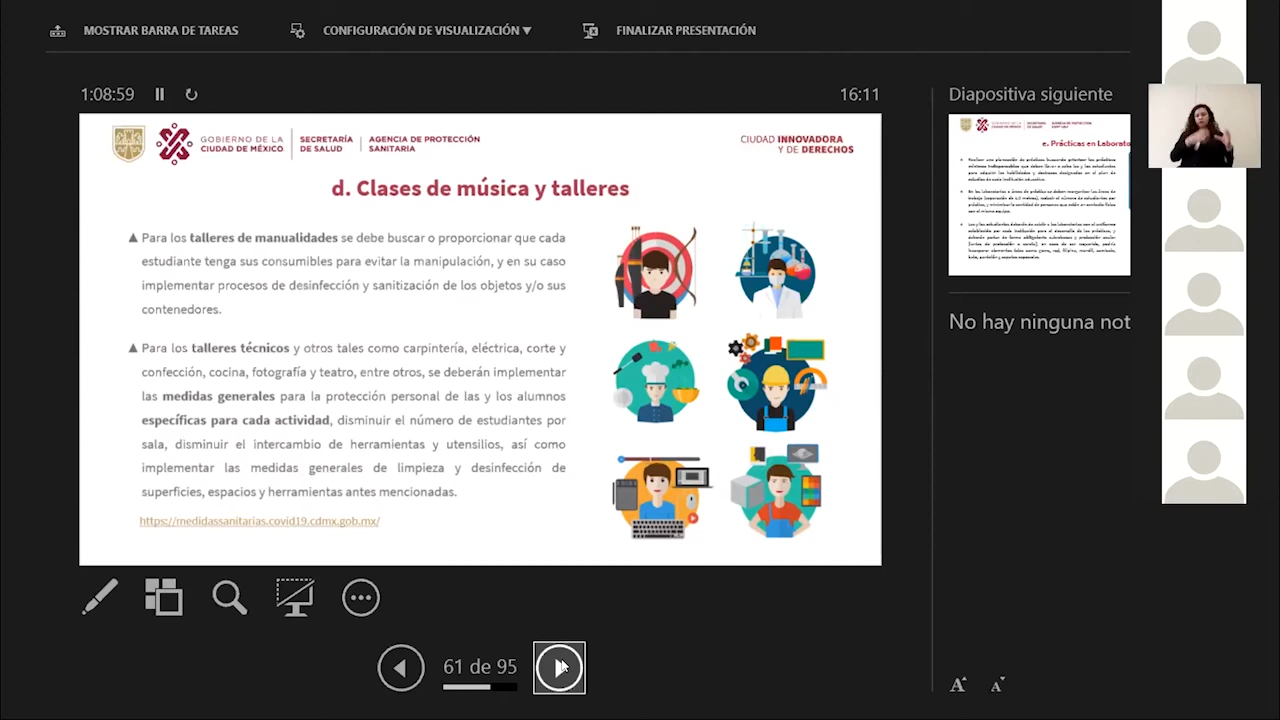 MOSTRAR BARRA DE TAREAS
CONFIGURACIÓN DE VISUALIZACIÓN ▼
FINALIZAR PRESENTACIÓN
1:08:59
16:11
GOBIERNO DE LA
CIUDAD DE MÉXICO
SECRETARÍA
DE SALUD
AGENCIA DE PROTECCIÓN
SANITARIA
CIUDAD INNOVADORA
Y DE DERECHOS
d. Clases de música y talleres
Para los talleres de manualidades se debe buscar o proporcionar que cada
estudiante tenga sus consumibles para evitar la manipulación, y en su caso
implementar procesos de desinfección y sanitización de los objetos y/o sus
contenedores.
Para los talleres técnicos y otros tales como carpintería, eléctrica, corte y
confección, cocina, fotografía y teatro, entre otros, se deberán implementar
las medidas generales para la protección personal de las y los alumnos
específicas para cada actividad, disminuir el número de estudiantes por
sala, disminuir el intercambio de herramientas y utensilios, así como
implementar las medidas generales de limpieza y desinfección de
superficies, espacios y herramientas antes mencionadas.
https://medidassanitarias.covid19.cdmx.gob.mx/
61 de 95
Diapositiva siguiente
e. Prácticas en Laborato
No hay ninguna not
A A